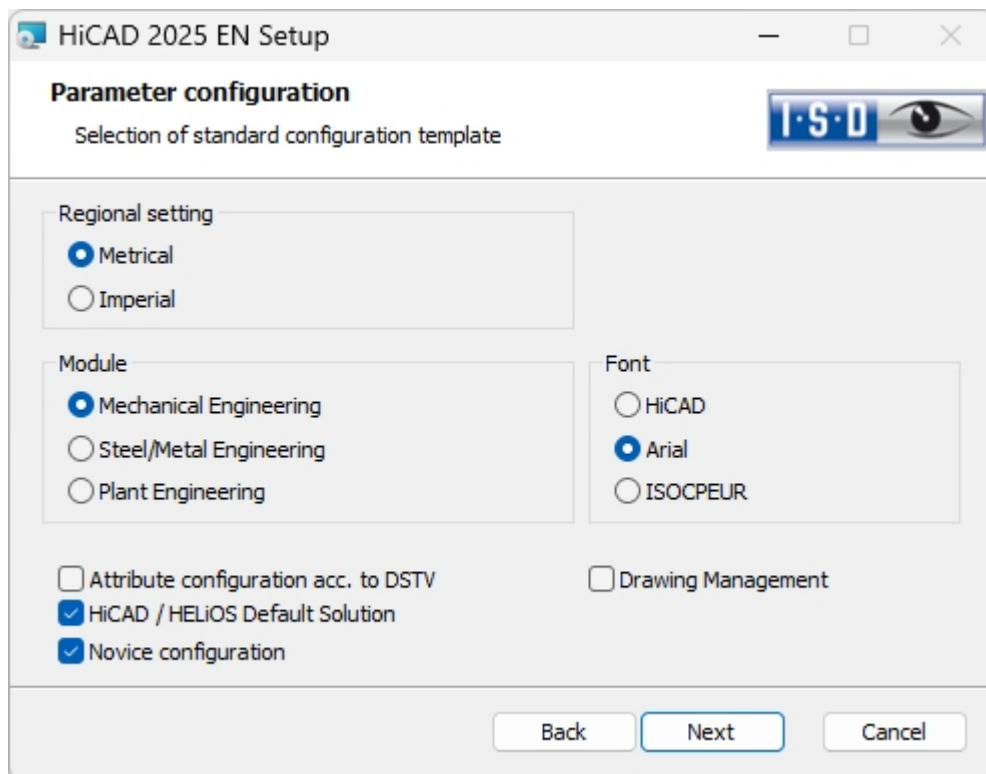 HiCAD 2025 EN Setup
Parameter configuration
Selection of standard configuration template
I·S·D
Regional setting
Metrical
Imperial
Module
Font
Mechanical Engineering
HiCAD
Steel/Metal Engineering
Arial
Plant Engineering
ISOCPEUR
Attribute configuration acc. to DSTV
Drawing Management
HiCAD / HELiOS Default Solution
Novice configuration
Back
Next
Cancel